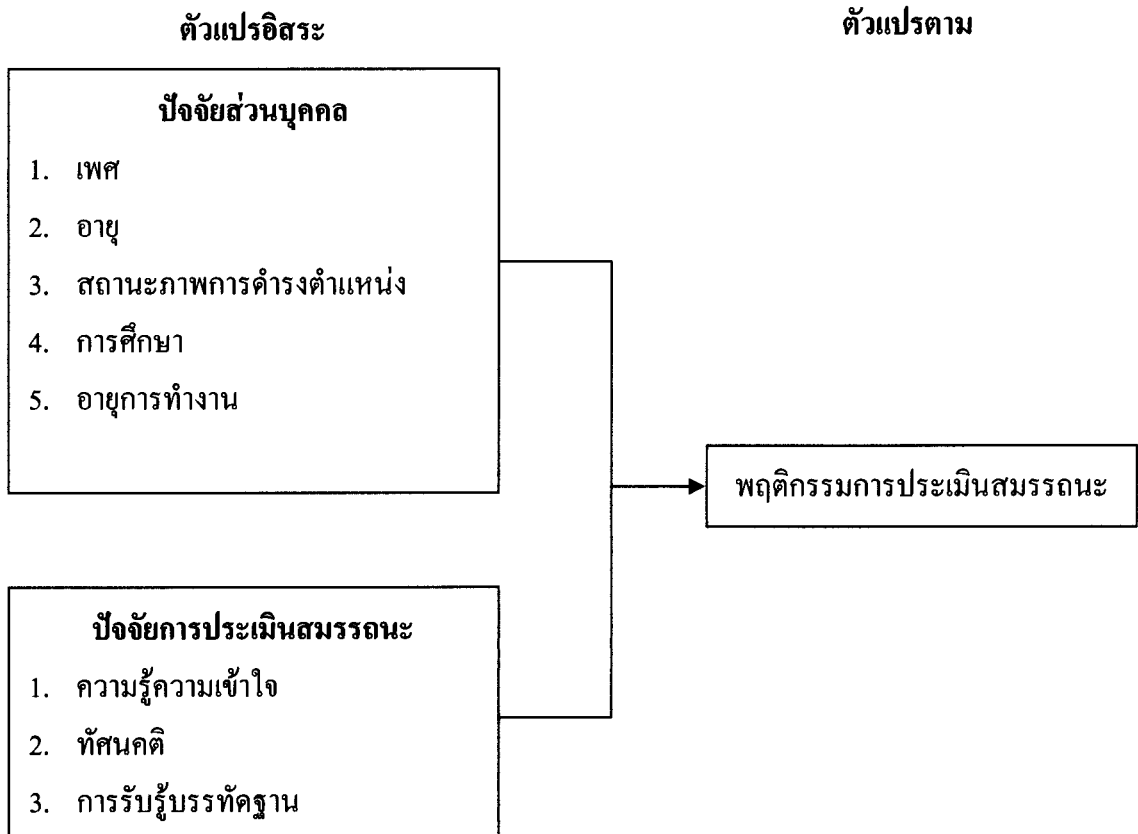 ตัวแปรอิสระ
ตัวแปรตาม
ปัจจัยส่วนบุคคล
1. เพศ
2. อายุ
3. สถานะภาพการดำรงตำแหน่ง
4. การศึกษา
5. อายุการทำงาน
พฤติกรรมการประเมินสมรรถนะ
ปัจจัยการประเมินสมรรถนะ
1. ความรู้ความเข้าใจ
2. ทัศนคติ
3. การรับรู้บรรทัดฐาน